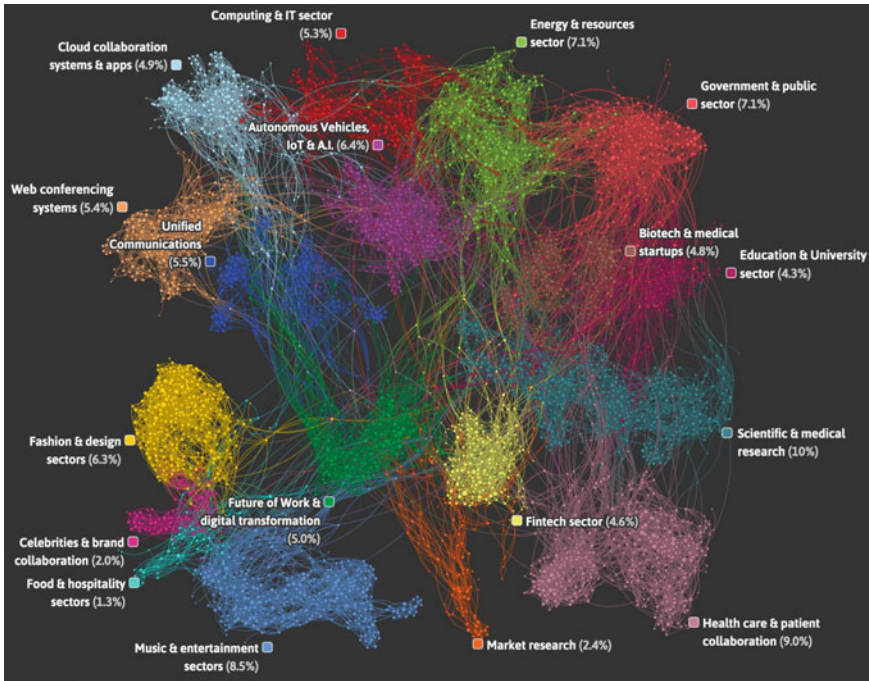 Computing & IT sector
(5.3%)
Energy & resources
sector (7.1%)
Cloud collaboration
systems & apps (4.9%)
Government & public
sector (7.1%)
Autonomous Vehicles,
IoT & A.I. (6.4%)
Web conferencing
systems (5.4%)
Unified
Communications
(5.5%)
Biotech & medical
startups (4.8%)
Education & University
sector (4.3%)
Fashion & design
sectors (6.3%)
Scientific & medical
research (10%)
Future of Work &
digital transformation
(5.0%)
Fintech sector (4.6%)
Celebrities & brand
collaboration (2.0%)
Food & hospitality
sectors (1.3%)
Music & entertainment
sectors (8.5%)
Market research (2.4%)
Health care & patient
collaboration (9.0%)